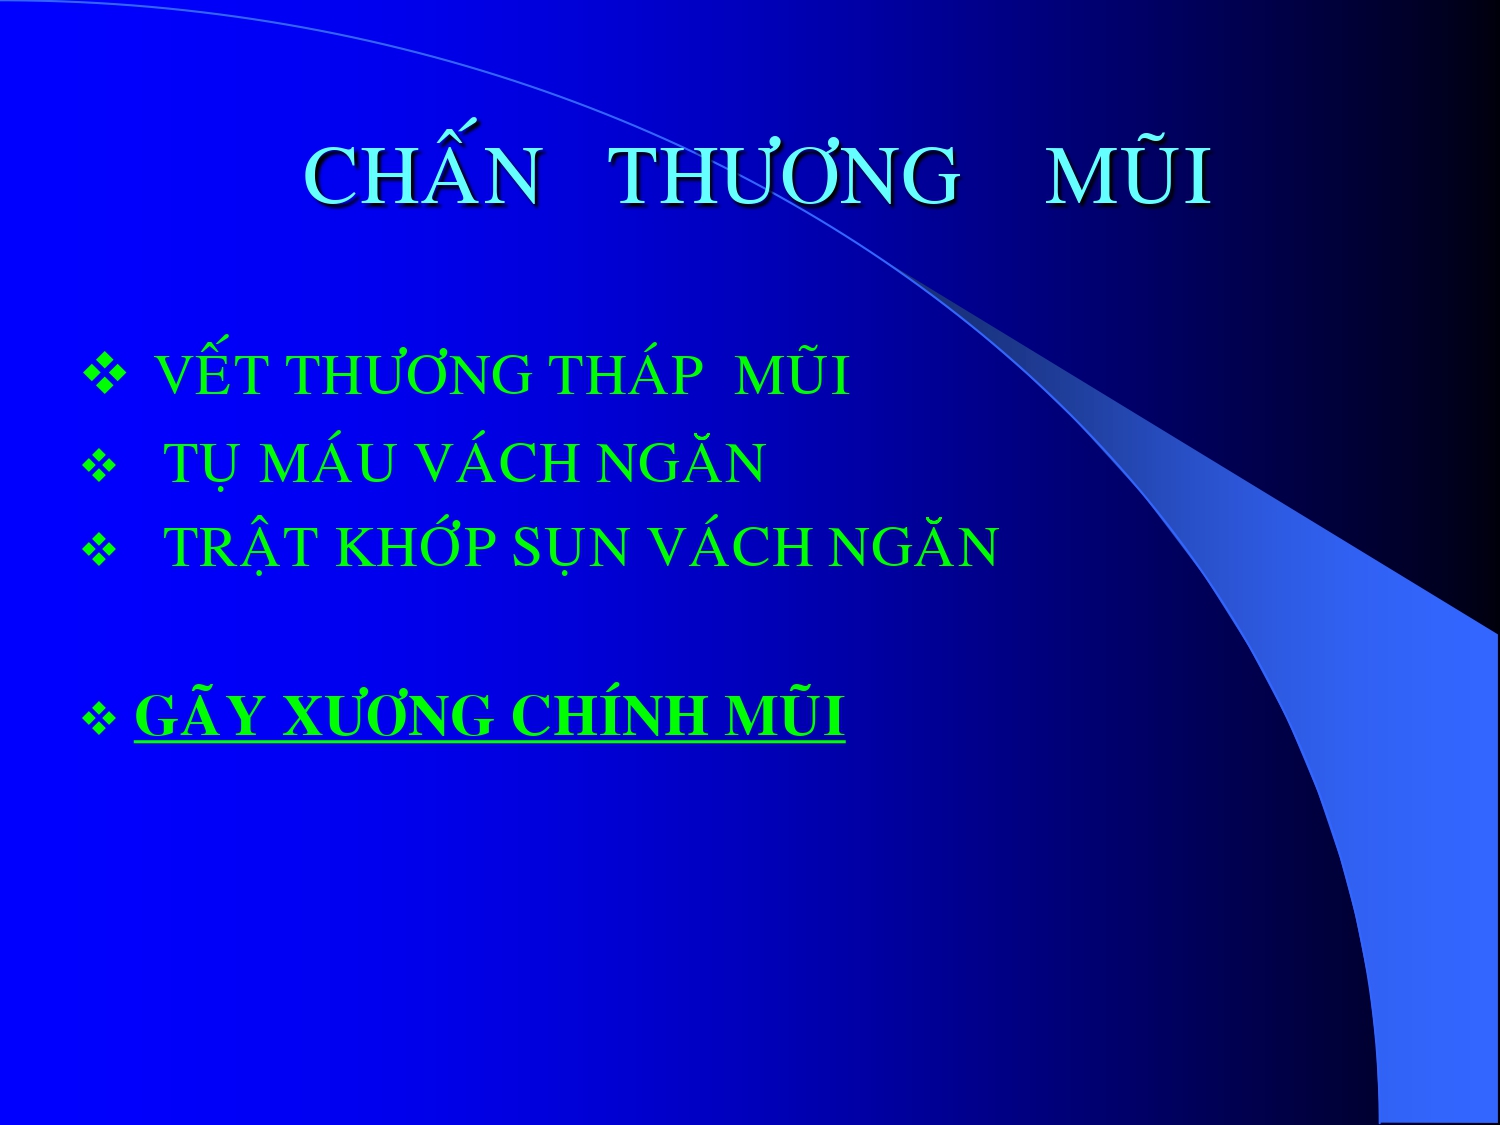 CHẤN THƯƠNG MŨI
❖ VẾT THƯƠNG THÁP MŨI
❖ TỤ MÁU VÁCH NGĂN
❖ TRẬT KHỚP SỤN VÁCH NGĂN
❖ GÃY XƯƠNG CHÍNH MŨI